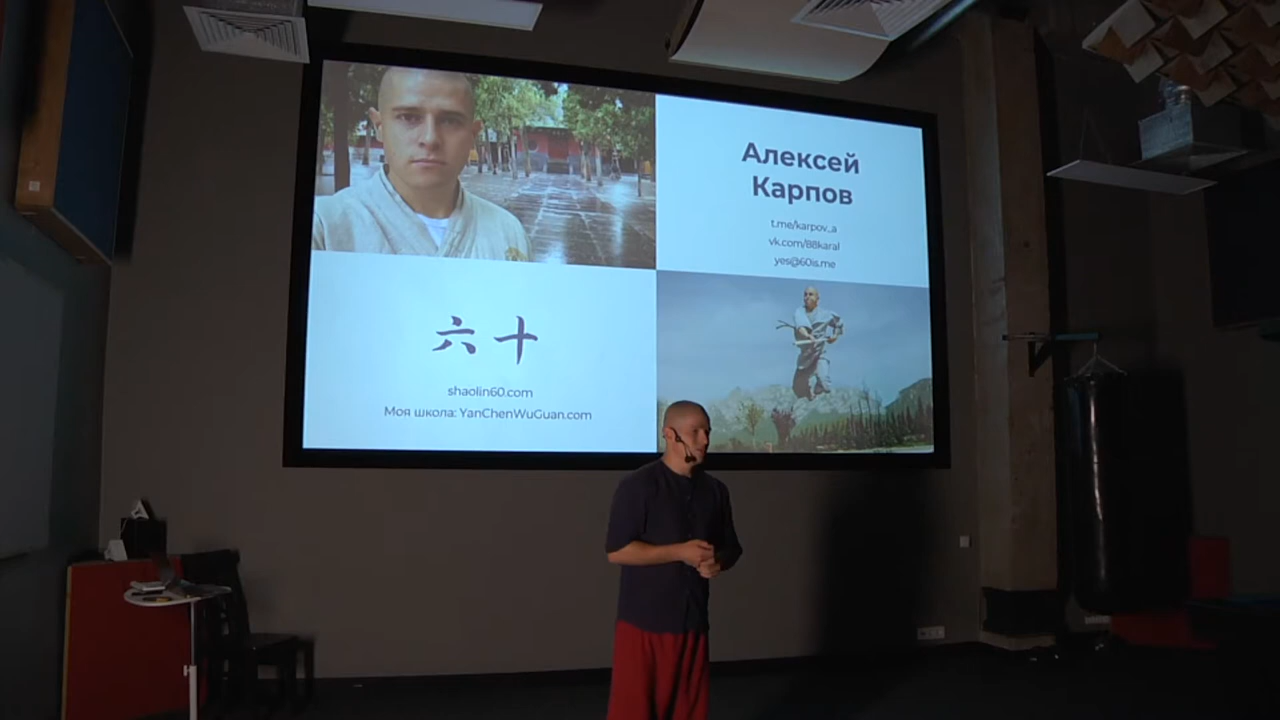 Алексей
Карпов
t.me/karpov_a
vk.com/88karal
yes@60is.me
六十
shaolin60.com
Моя школа: YanChenWuGuan.com